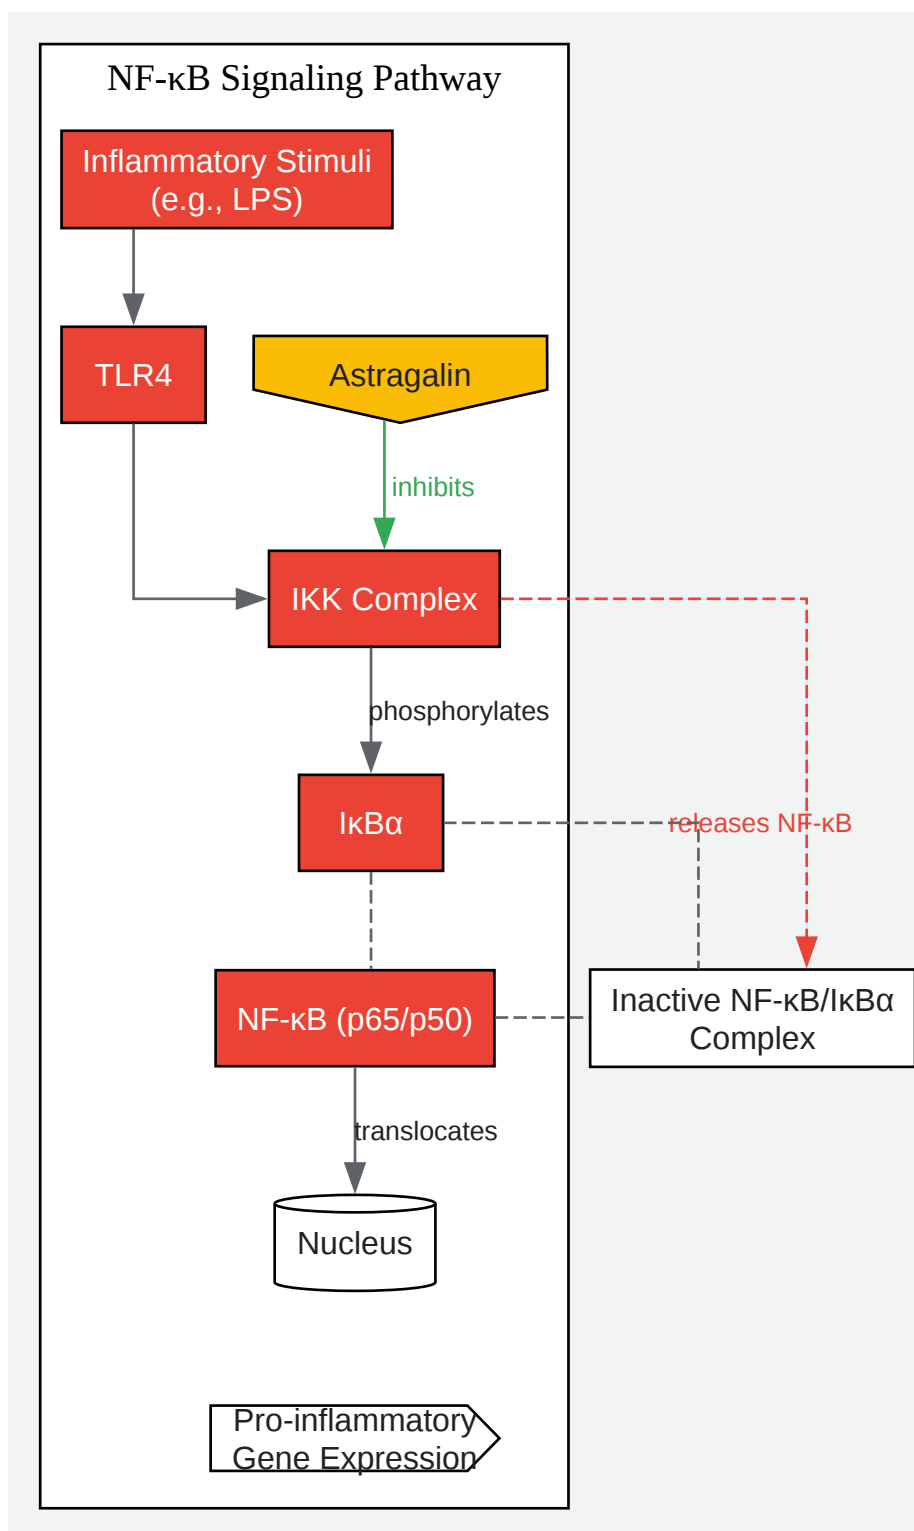 NF-κB Signaling Pathway
Inflammatory Stimuli
(e.g., LPS)
TLR4
Astragalin
inhibits
IKK Complex
phosphorylates
IκBα
releases NF-κB
NF-κB (p65/p50)
Inactive NF-κB/IκBα
Complex
translocates
Nucleus
Pro-inflammatory
Gene Expression